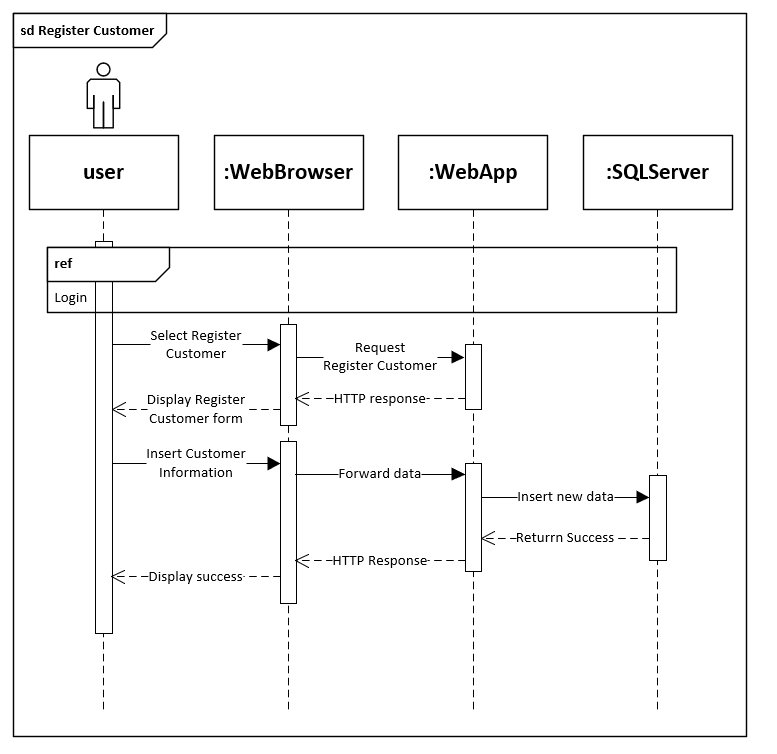 sd Register Customer
user
:WebBrowser
:WebApp
:SQLServer
ref
Login
Select Register
Customer
Request
Register Customer
HTTP response
Display Register
Customer form
Insert Customer
Information
Forward data
Insert new data
Returrn Success
HTTP Response
Display success